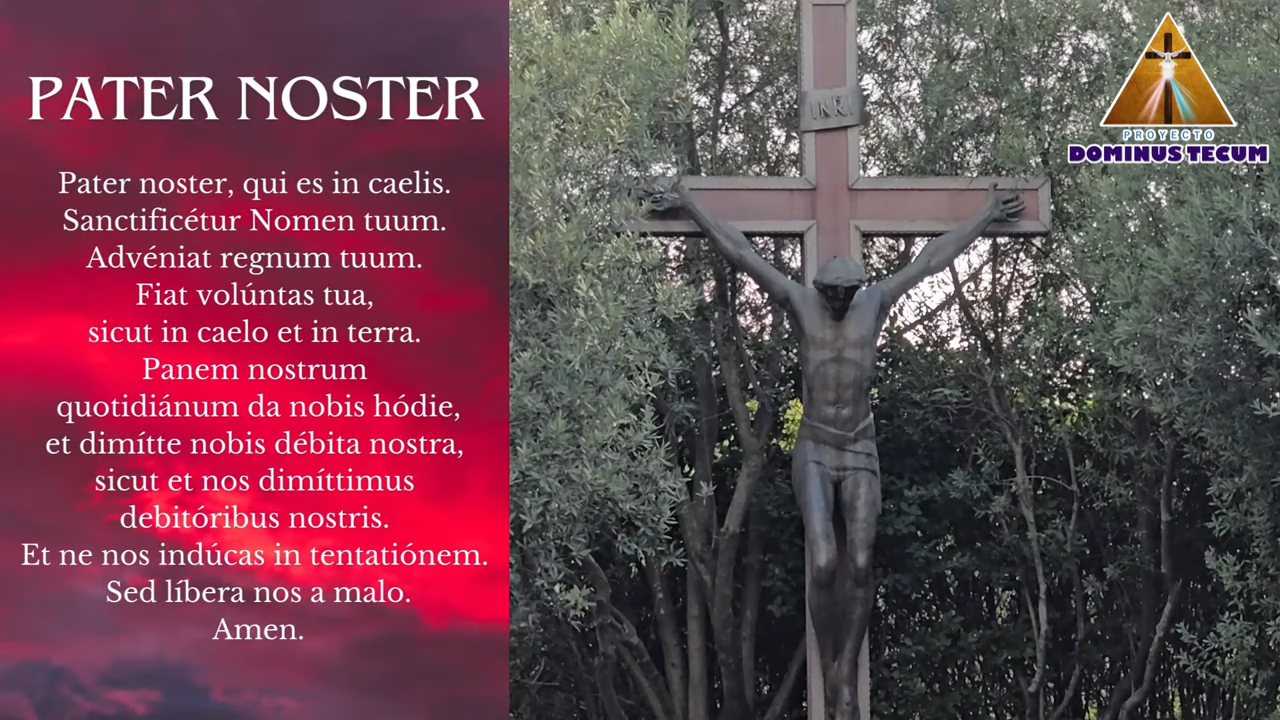 PATER NOSTER
Pater noster, qui es in caelis.
Sanctificétur Nomen tuum.
Advéniat regnum tuum.
Fiat volúntas tua,
sicut in caelo et in terra.
Panem nostrum
quotidiánum da nobis hódie,
et dimítte nobis débita nostra,
sicut et nos dimíttimus
debitóribus nostris.
Et ne nos indúcas in tentatiónem.
Sed líbera nos a malo.
Amen.
INRI
PROYECTO
DOMINUS TECUM